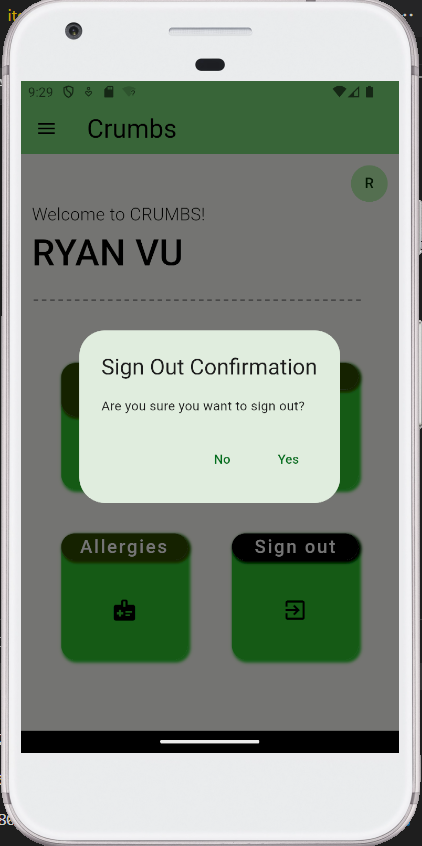 9:29
Crumbs
R
Welcome to CRUMBS!
RYAN VU
Sign Out Confirmation
Are you sure you want to sign out?
No Yes
Allergies Sign out